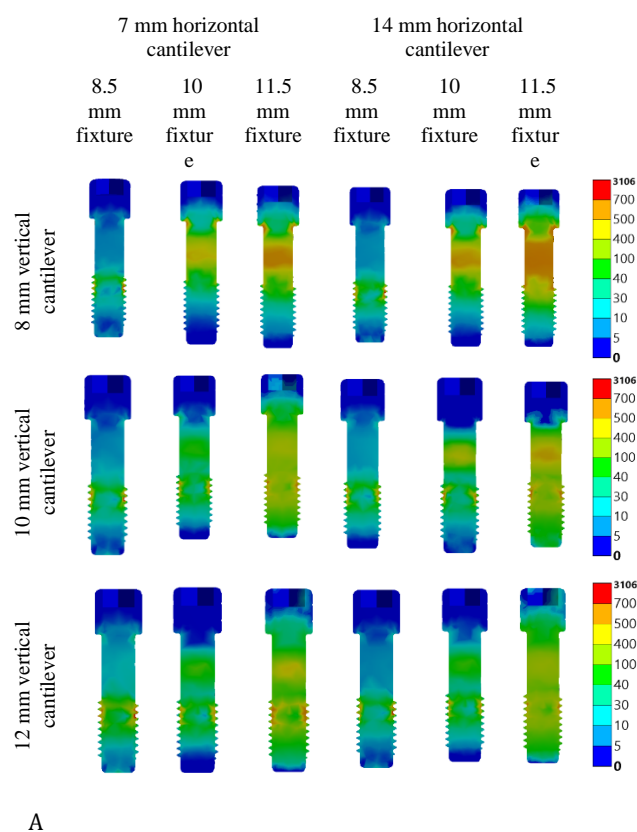 7 mm horizontal
cantilever
14 mm horizontal
cantilever
8.5
mm
fixture
10
mm
fixtur
e
11.5
mm
fixture
8.5
mm
fixture
10
mm
fixture
11.5
mm
fixtur
e
8 mm vertical
cantilever
3106
700
500
400
100
40
30
10
5
0
10 mm vertical
cantilever
3106
700
500
400
100
40
30
10
5
0
12 mm vertical
cantilever
3106
700
500
400
100
40
30
10
5
0
A